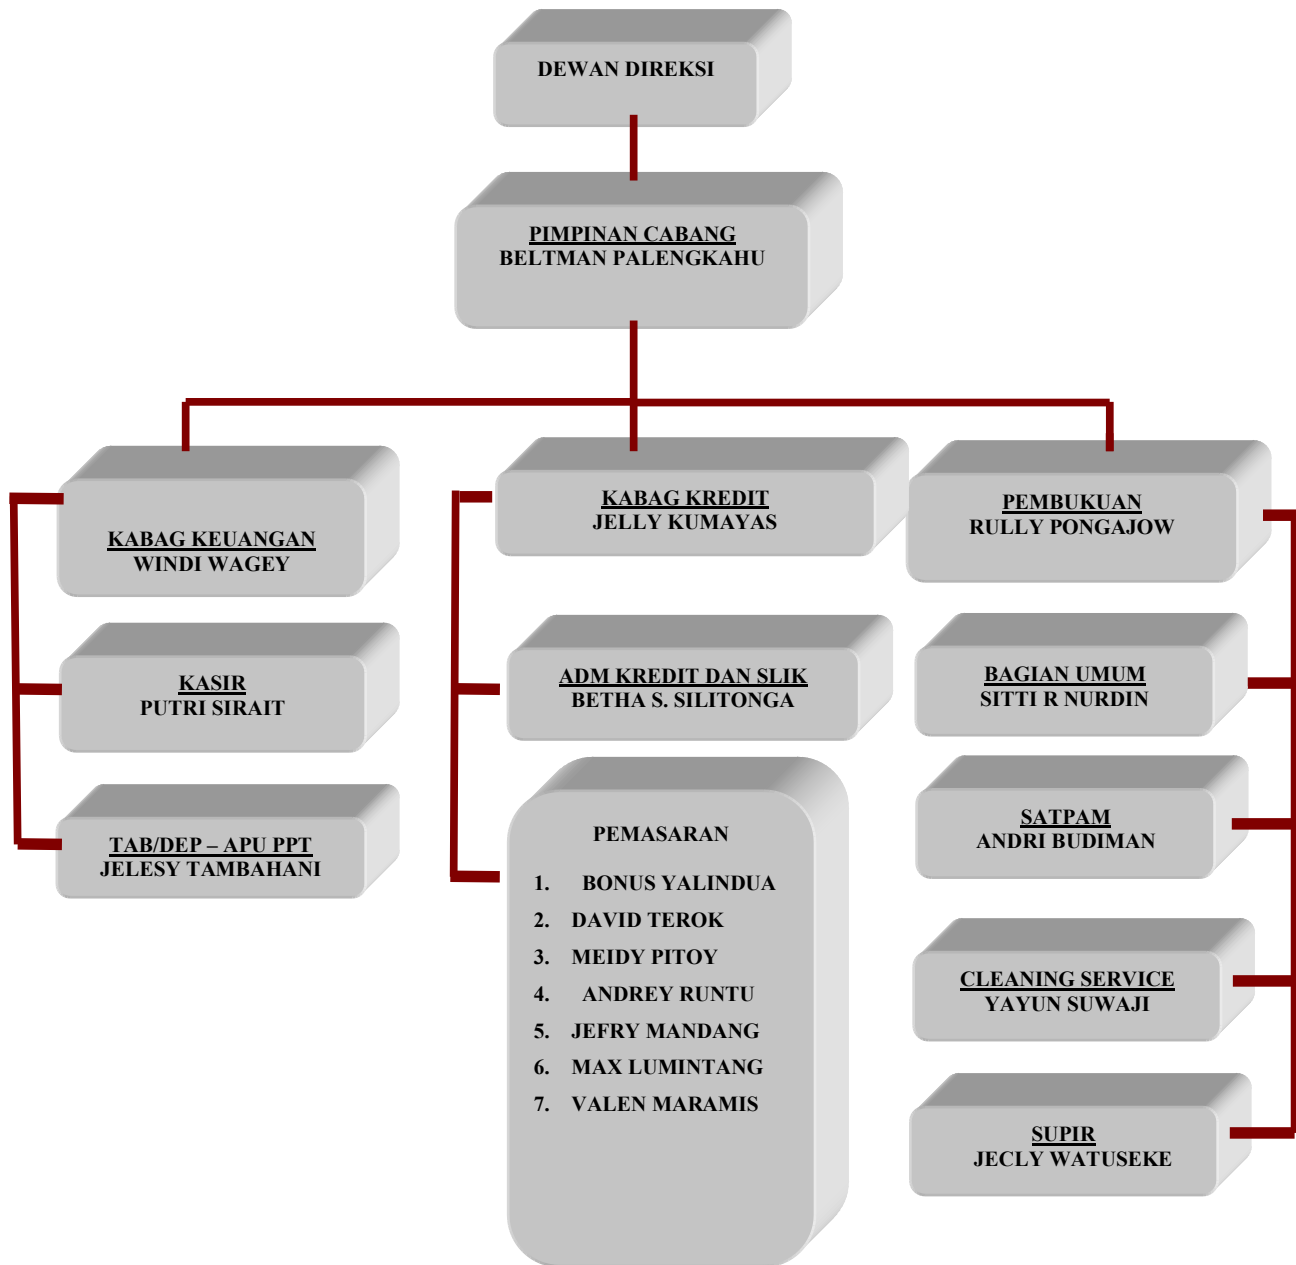 DEWAN DIREKSI
PIMPINAN CABANG
BELTMAN PALENGKAHU
KABAG KEUANGAN
WINDI WAGEY
KASIR
PUTRI SIRAIT
TAB/DEP – APU PPT
JELESY TAMBAHANI
KABAG KREDIT
JELLY KUMAYAS
ADM KREDIT DAN SLIK
BETHA S. SILITONGA
PEMASARAN
1. BONUS YALINDUA
2. DAVID TEROK
3. MEIDY PITOY
4. ANDREY RUNTU
5. JEFRY MANDANG
6. MAX LUMINTANG
7. VALEN MARAMIS
PEMBUKUAN
RULLY PONGAJOW
BAGIAN UMUM
SITTI R NURDIN
SATPAM
ANDRI BUDIMAN
CLEANING SERVICE
YAYUN SUWAJI
SUPIR
JECLY WATUSEKE